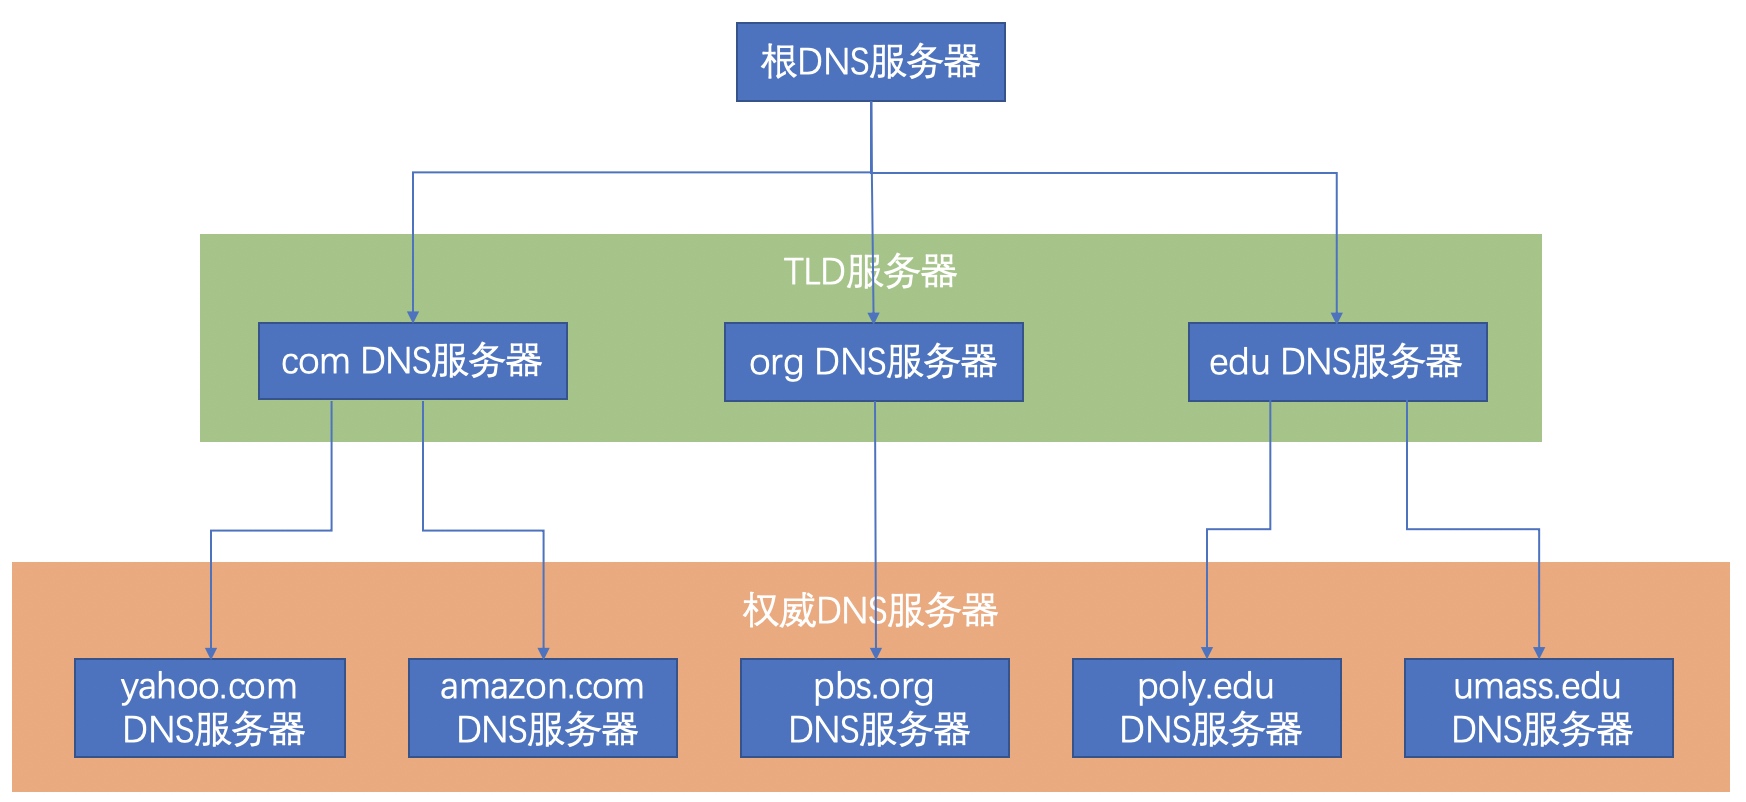 根DNS服务器
TLD服务器
com DNS服务器
org DNS服务器
edu DNS服务器
权威DNS服务器
yahoo.com
DNS服务器
amazon.com
DNS服务器
pbs.org
DNS服务器
poly.edu
DNS服务器
umass.edu
DNS服务器